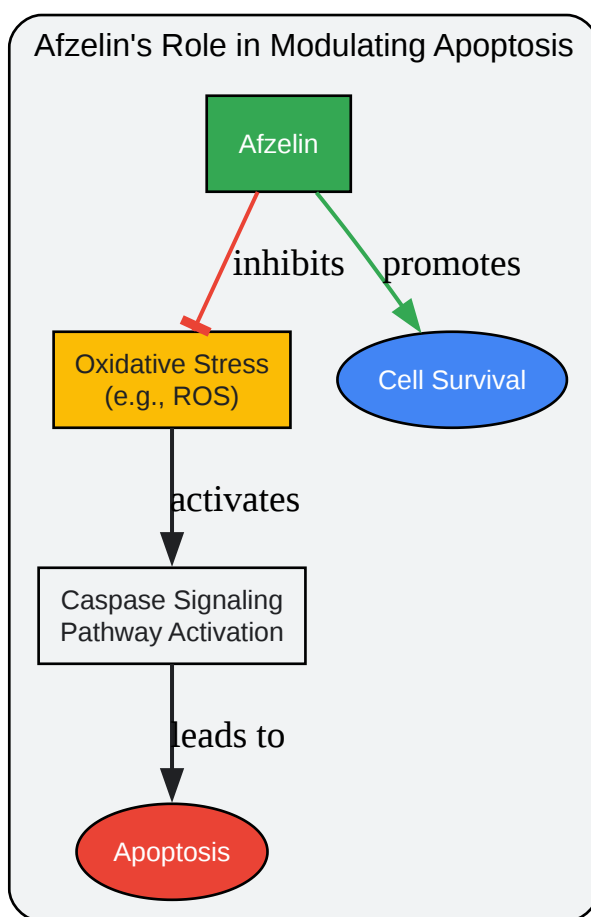 Afzelin's Role in Modulating Apoptosis
Afzelin
inhibits
promotes
Oxidative Stress
(e.g., ROS)
Cell Survival
activates
Caspase Signaling
Pathway Activation
leads to
Apoptosis